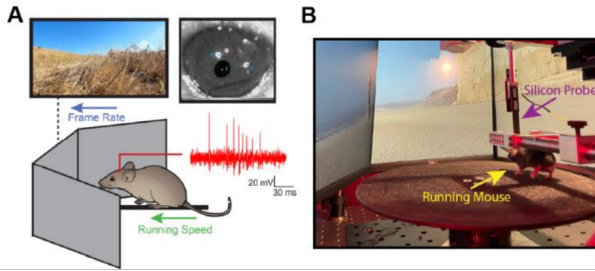 A
Frame Rate
20 mV
30 ms
Running Speed
B
Silicon Probe
Running Mouse